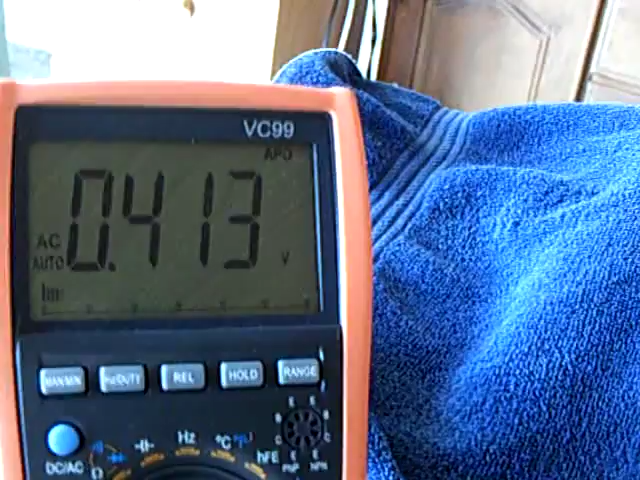 VC99
APO
0.413
AC
AUTO
V
MAX/MIN
Hz/DUTY
REL
HOLD
RANGE
E E
B B
C C
E E
PNP NPN
DC/AC
Ω
Hz
°C
hFE